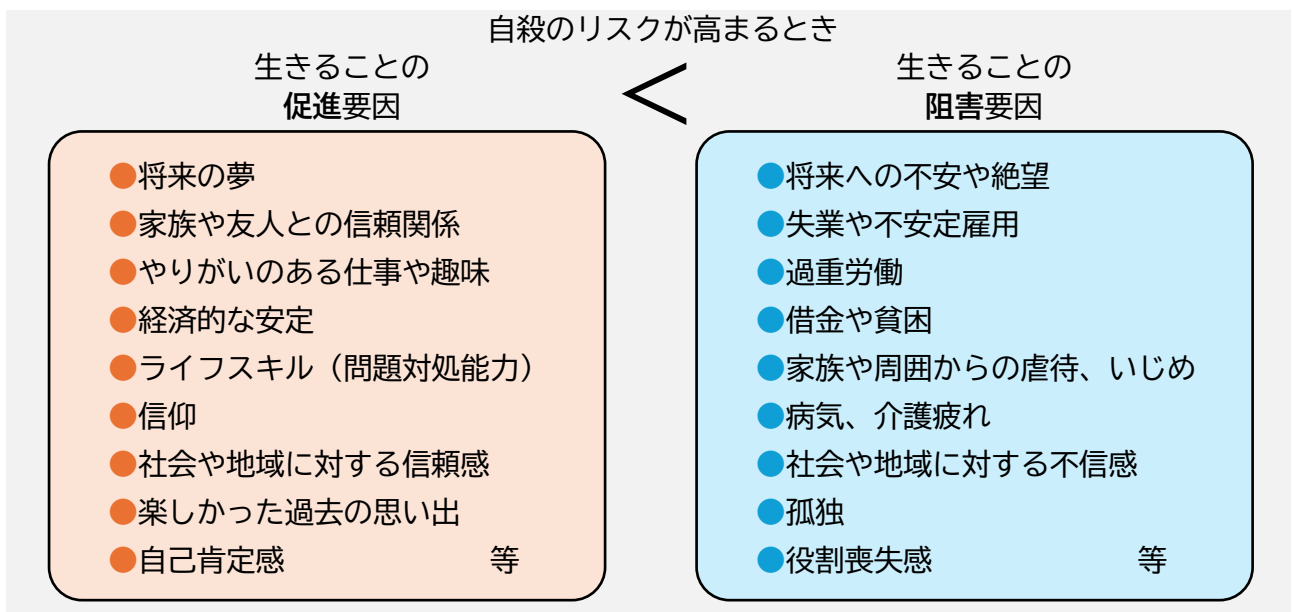 自殺のリスクが高まるとき
生きることの
促進要因
<
生きることの
阻害要因
●将来の夢
●家族や友人との信頼関係
●やりがいのある仕事や趣味
●経済的な安定
●ライフスキル（問題対処能力）
●信仰
●社会や地域に対する信頼感
●楽しかった過去の思い出
●自己肯定感 等
●将来への不安や絶望
●失業や不安定雇用
●過重労働
●借金や貧困
●家族や周囲からの虐待、いじめ
●病気、介護疲れ
●社会や地域に対する不信感
●孤独
●役割喪失感 等